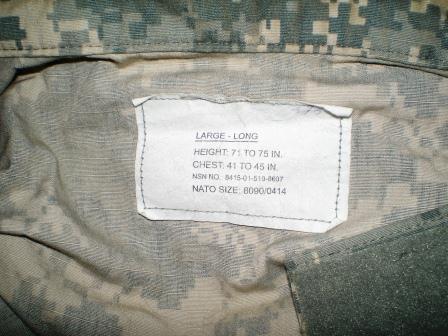 LARGE - LONG
HEIGHT: 71 TO 75 IN.
CHEST: 41 TO 45 IN.
NSN NO. 8415-01-519-8607
NATO SIZE: 8090/0414